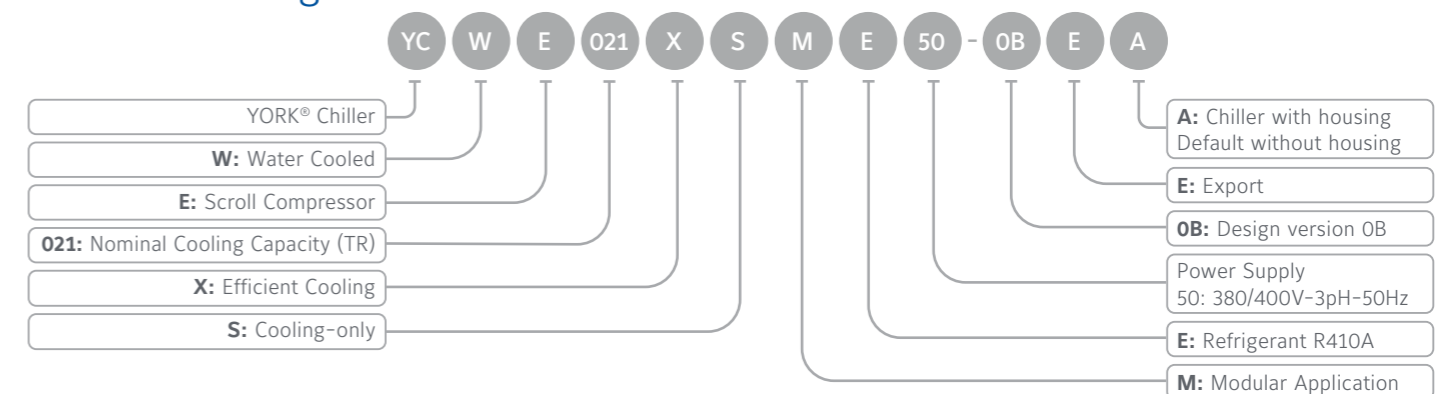 YC W E 021 X S M E 50 - 0B E A
YORK® Chiller
W: Water Cooled
E: Scroll Compressor
021: Nominal Cooling Capacity (TR)
X: Efficient Cooling
S: Cooling-only
A: Chiller with housing
Default without housing
E: Export
0B: Design version 0B
Power Supply
50: 380/400V-3pH-50Hz
E: Refrigerant R410A
M: Modular Application